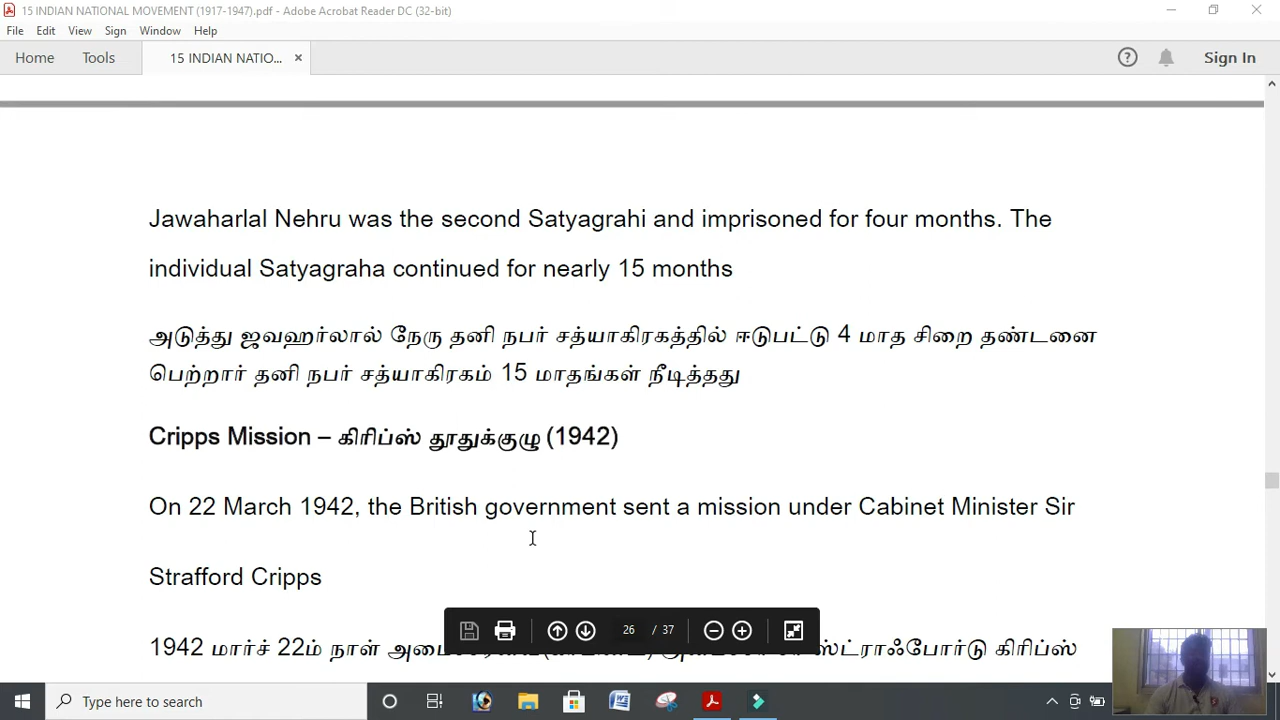 15 INDIAN NATIONAL MOVEMENT (1917-1947).pdf - Adobe Acrobat Reader DC (32-bit)
File Edit View Sign Window Help
Home Tools 15 INDIAN NATIO... × Sign In
Jawaharlal Nehru was the second Satyagrahi and imprisoned for four months. The
individual Satyagraha continued for nearly 15 months
அடுத்து ஜவஹர்லால் நேரு தனி நபர் சத்யாகிரகத்தில் ஈடுபட்டு 4 மாத சிறை தண்டனை
பெற்றார் தனி நபர் சத்யாகிரகம் 15 மாதங்கள் நீடித்தது
Cripps Mission – கிரிப்ஸ் தூதுக்குழு (1942)
On 22 March 1942, the British government sent a mission under Cabinet Minister Sir
Strafford Cripps
26 / 37
1942 மார்ச் 22ம் நாள் ஸ்ட்ராஃபோர்டு கிரிப்ஸ்
Type here to search